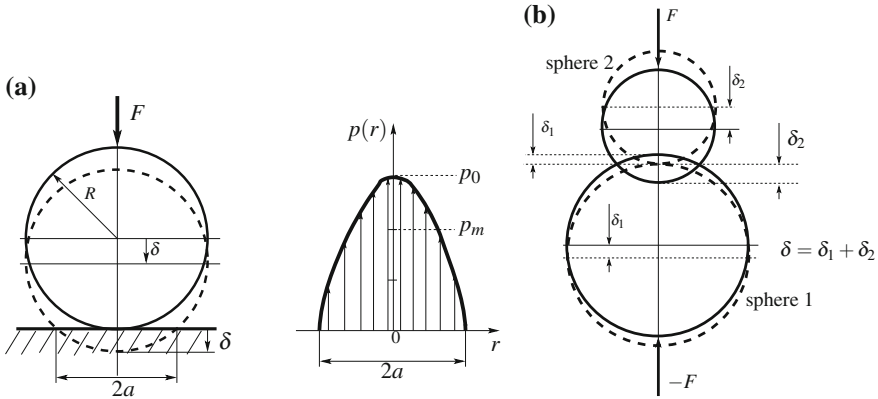 (a)
F
R
δ
δ
2a
p(r)
p₀
pₘ
0
r
2a
(b)
F
sphere 2
δ₂
δ₁
δ₂
δ₁
δ = δ₁ + δ₂
sphere 1
−F